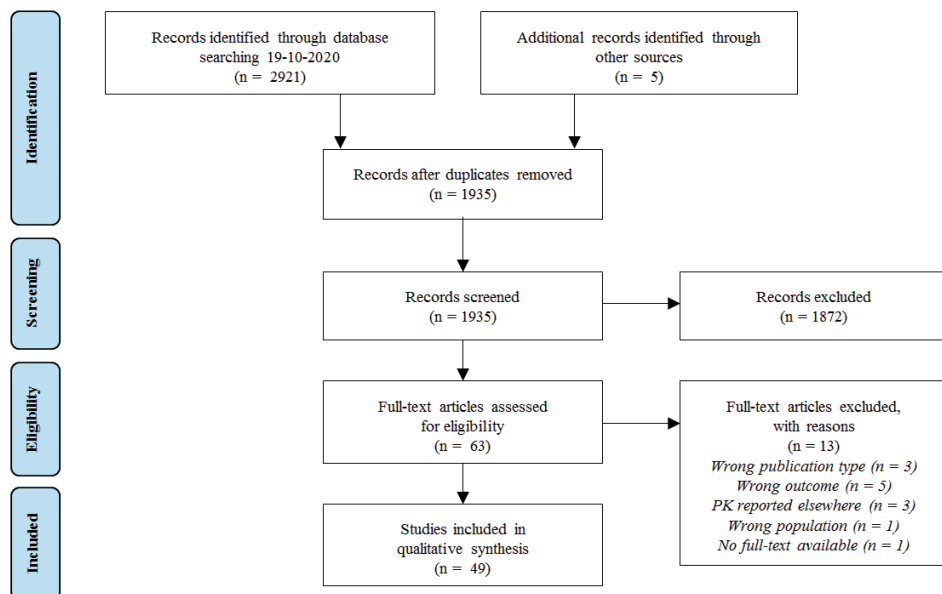 Identification
Records identified through database
searching 19-10-2020
(n = 2921)
Additional records identified through
other sources
(n = 5)
Records after duplicates removed
(n = 1935)
Screening
Records screened
(n = 1935)
Records excluded
(n = 1872)
Eligibility
Full-text articles assessed
for eligibility
(n = 63)
Full-text articles excluded,
with reasons
(n = 13)
Wrong publication type (n = 3)
Wrong outcome (n = 5)
PK reported elsewhere (n = 3)
Wrong population (n = 1)
No full-text available (n = 1)
Included
Studies included in
qualitative synthesis
(n = 49)